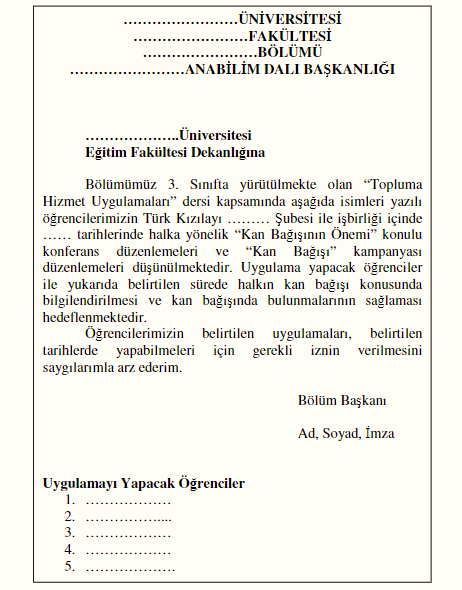 ……………………ÜNİVERSİTESİ
……………………FAKÜLTESİ
……………………BÖLÜMÜ
……………………ANABİLİM DALI BAŞKANLIĞI
………………..Üniversitesi
Eğitim Fakültesi Dekanlığına
Bölümümüz 3. Sınıfta yürütülmekte olan “Topluma
Hizmet Uygulamaları” dersi kapsamında aşağıda isimleri yazılı
öğrencilerimizin Türk Kızılayı ……… Şubesi ile işbirliği içinde
…… tarihlerinde halka yönelik “Kan Bağışının Önemi” konulu
konferans düzenlemeleri ve “Kan Bağışı” kampanyası
düzenlemeleri düşünülmektedir. Uygulama yapacak öğrenciler
ile yukarıda belirtilen sürede halkın kan bağışı konusunda
bilgilendirilmesi ve kan bağışında bulunmalarının sağlaması
hedeflenmektedir.
Öğrencilerimizin belirtilen uygulamaları, belirtilen
tarihlerde yapabilmeleri için gerekli iznin verilmesini
saygılarımla arz ederim.
Bölüm Başkanı
Ad, Soyad, İmza
Uygulamayı Yapacak Öğrenciler
1. ………………
2. ……………....
3. ………………
4. ………………
5. ……………….